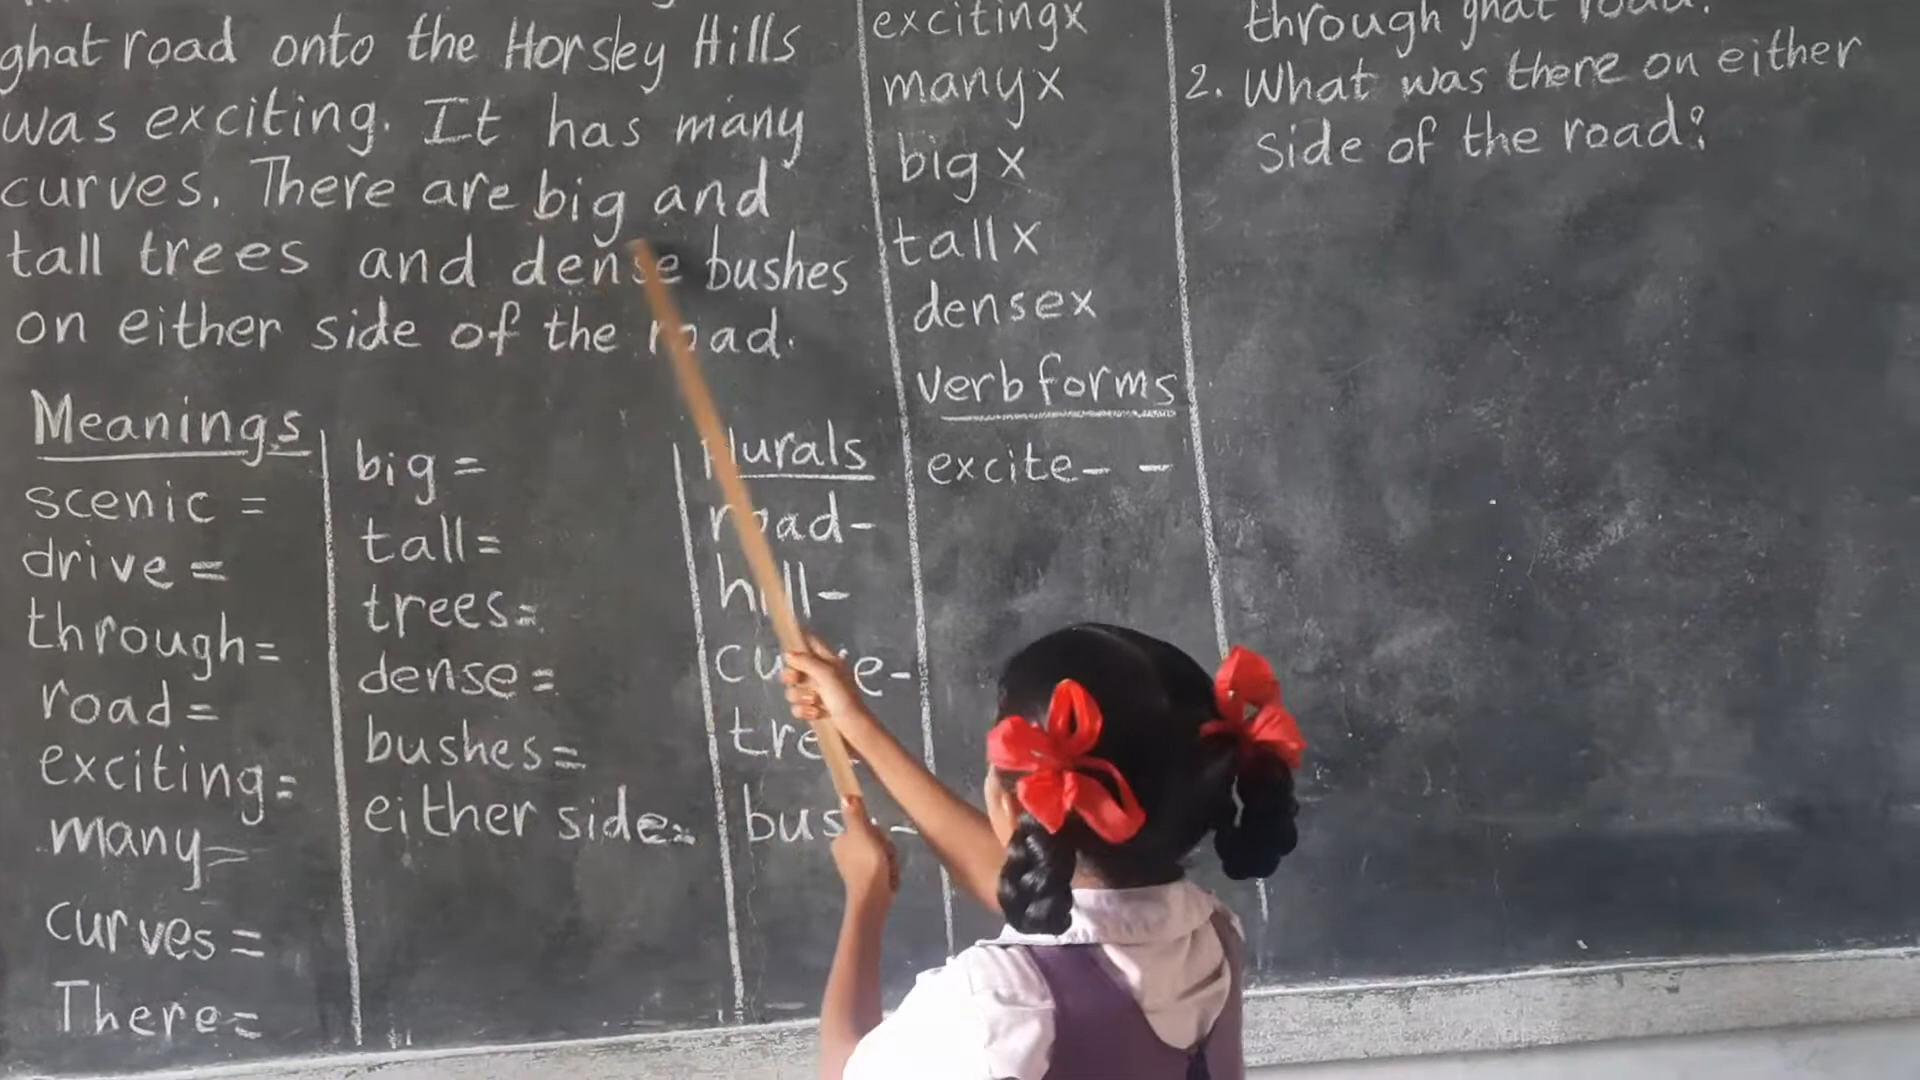 ghat road onto the Horsley Hills
was exciting. It has many
curves. There are big and
tall trees and dense bushes
on either side of the road.
Meanings
scenic =
drive =
through=
road=
exciting=
many=
curves =
There=
big =
tall=
trees=
dense=
bushes=
either side=
Plurals
road-
hill-
curve-
tree
bus -
excitingx
manyx
big x
tall x
densex
verb forms
excite- -
through ghat road?
2. What was there on either
side of the road?